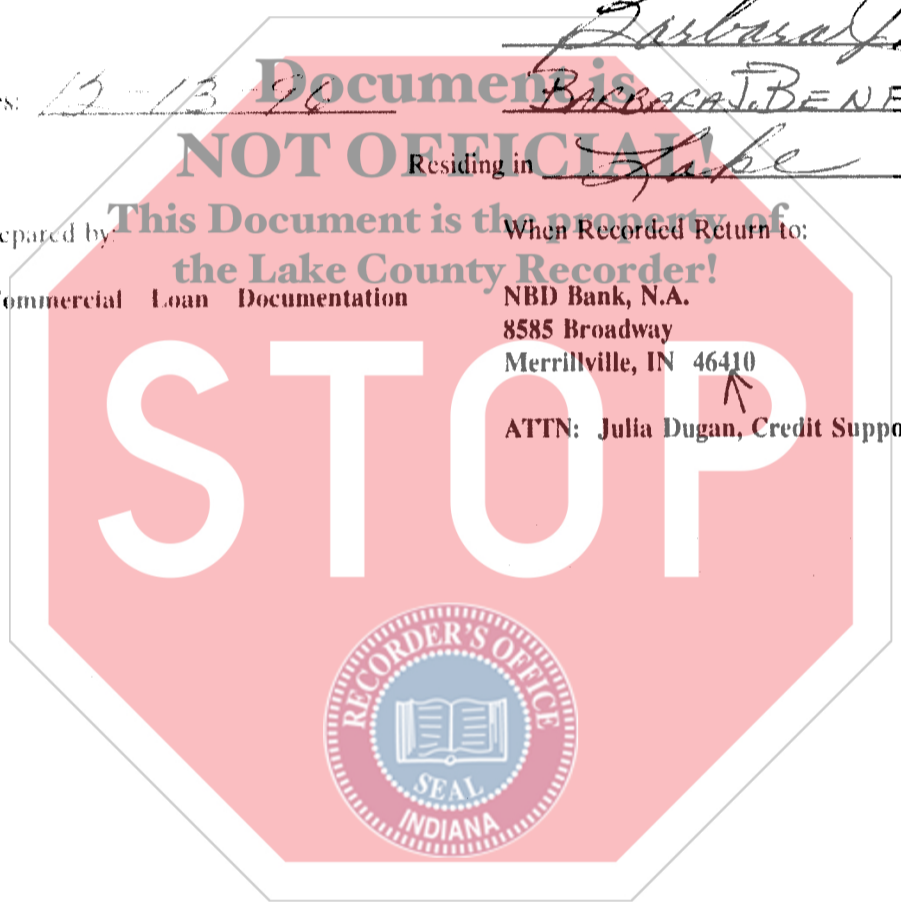 Barbara J.
es: 12-13-96
BARBARA J. BENE
Document is
NOT OFFICIAL!
Residing in Lake
This Document is the property of
the Lake County Recorder!
epared by:
When Recorded Return to:
ommercial Loan Documentation
NBD Bank, N.A.
8585 Broadway
Merrillville, IN 46410
ATTN: Julia Dugan, Credit Suppo
STOP
RECORDER'S OFFICE
SEAL
INDIANA